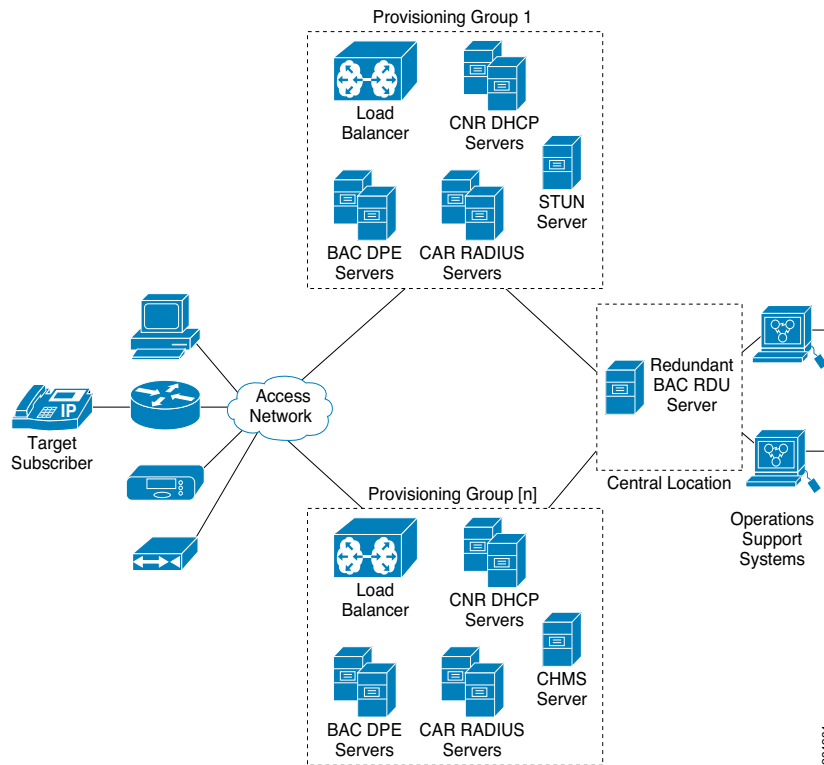 Provisioning Group 1
Load
Balancer
CNR DHCP
Servers
STUN
Server
BAC DPE
Servers
CAR RADIUS
Servers
Access
Network
IP
Target
Subscriber
Redundant
BAC RDU
Server
Central Location
Operations
Support
Systems
Provisioning Group [n]
Load
Balancer
CNR DHCP
Servers
CHMS
Server
BAC DPE
Servers
CAR RADIUS
Servers